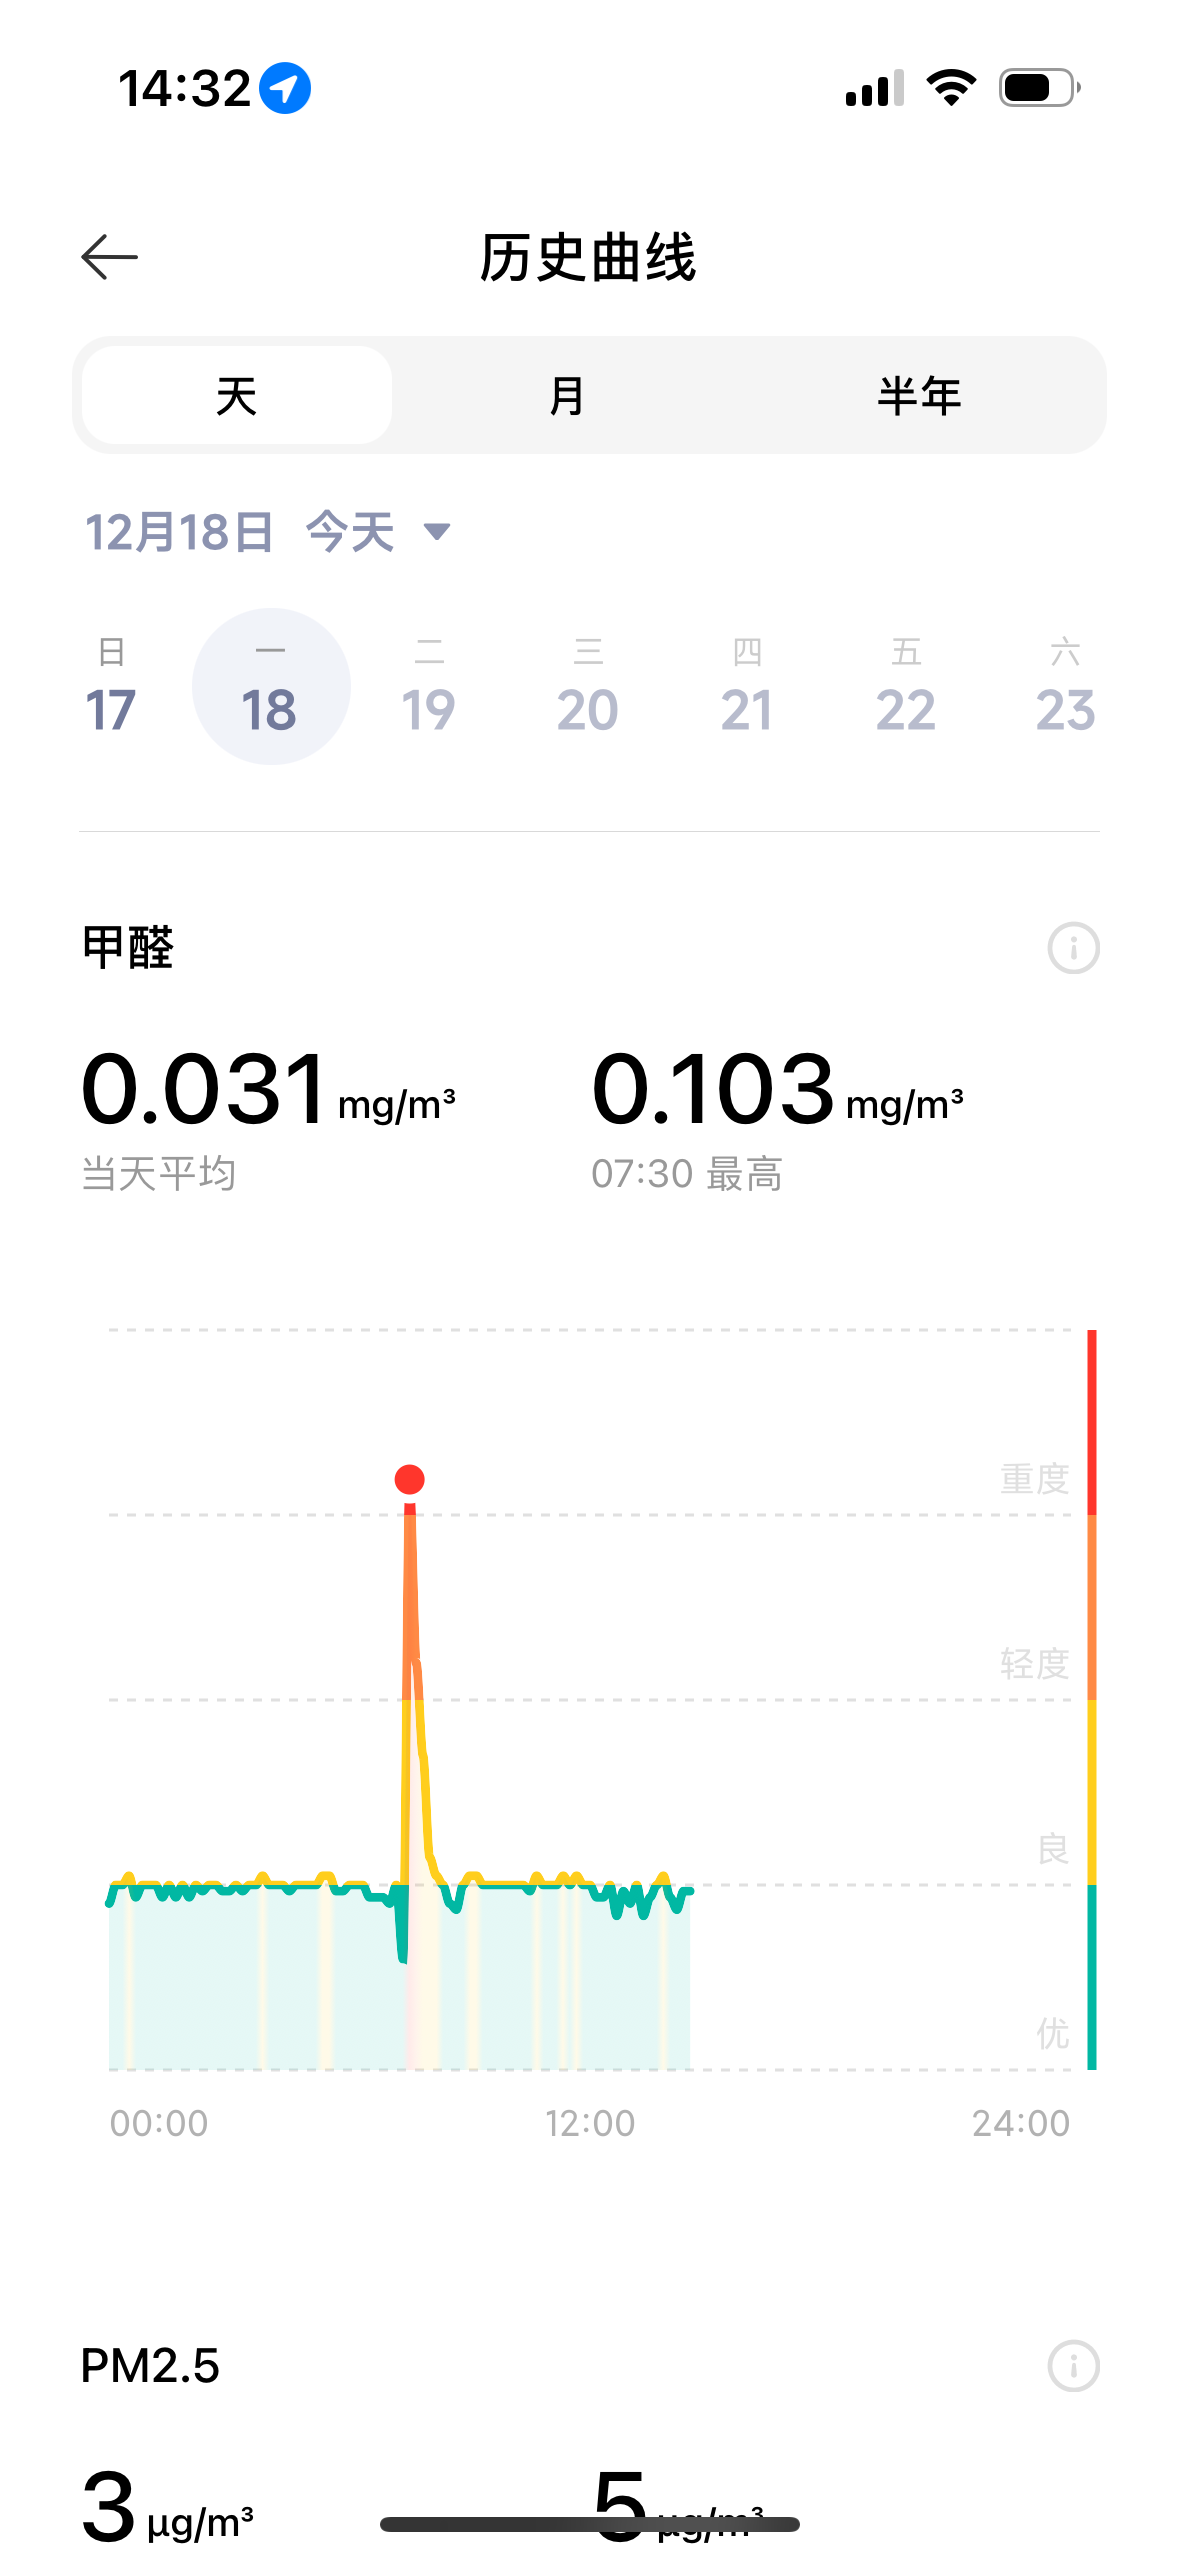 14:32
历史曲线
天 月 半年
12月18日 今天
日 一 二 三 四 五 六
17 18 19 20 21 22 23
甲醛
0.031 mg/m³ 0.103 mg/m³
当天平均 07:30 最高
重度
轻度
良
优
00:00 12:00 24:00
PM2.5
3 µg/m³ 5 µg/m³